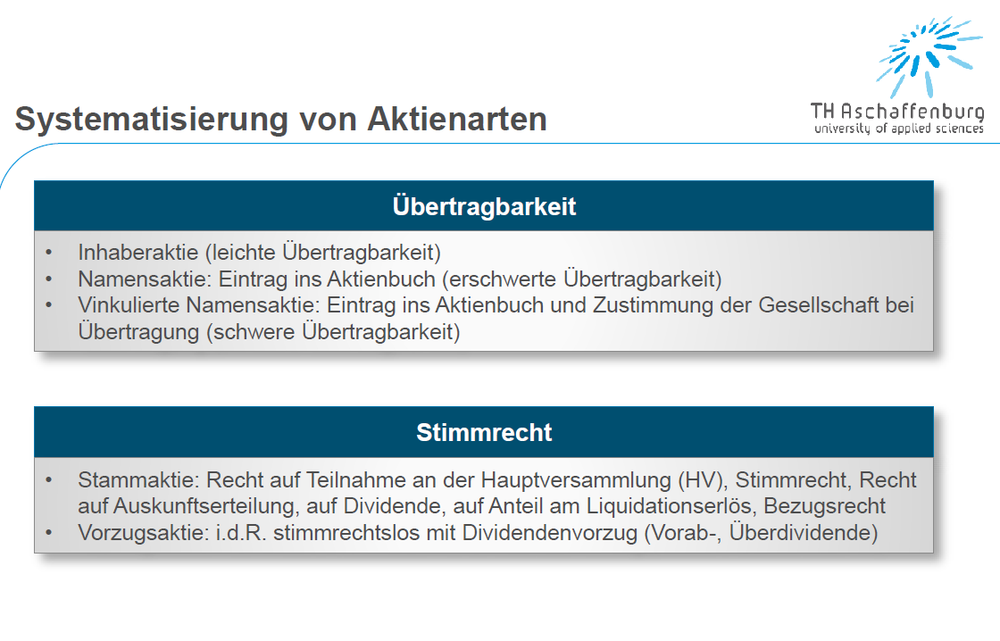 TH Aschaffenburg
university of applied sciences
Systematisierung von Aktienarten
Übertragbarkeit
• Inhaberaktie (leichte Übertragbarkeit)
• Namensaktie: Eintrag ins Aktienbuch (erschwerte Übertragbarkeit)
• Vinkulierte Namensaktie: Eintrag ins Aktienbuch und Zustimmung der Gesellschaft bei
Übertragung (schwere Übertragbarkeit)
Stimmrecht
• Stammaktie: Recht auf Teilnahme an der Hauptversammlung (HV), Stimmrecht, Recht
auf Auskunftserteilung, auf Dividende, auf Anteil am Liquidationserlös, Bezugsrecht
• Vorzugsaktie: i.d.R. stimmrechtslos mit Dividendenvorzug (Vorab-, Überdividende)